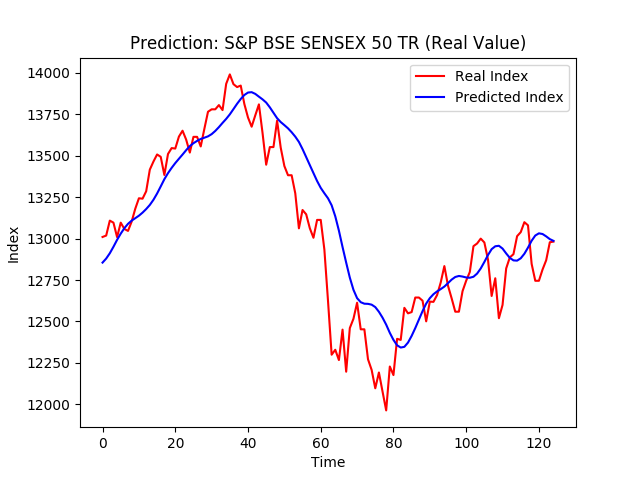 Prediction: S&P BSE SENSEX 50 TR (Real Value)
Real Index
Predicted Index
14000
13750
13500
13250
13000
12750
12500
12250
12000
Index
0 20 40 60 80 100 120
Time